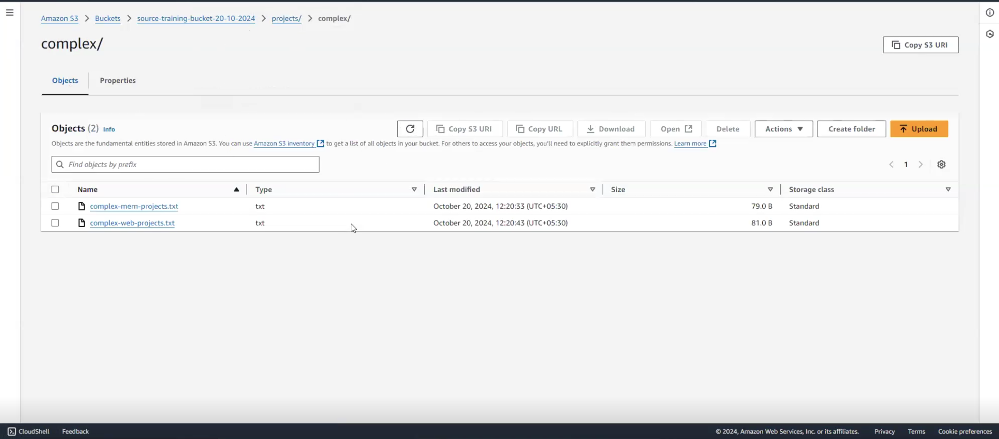 Amazon S3 > Buckets > source-training-bucket-20-10-2024 > projects/ > complex/
complex/
Copy S3 URI
Objects Properties
Objects (2) Info
Copy S3 URI Copy URL Download Open Delete Actions Create folder Upload
Objects are the fundamental entities stored in Amazon S3. You can use Amazon S3 inventory to get a list of all objects in your bucket. For others to access your objects, you'll need to explicitly grant them permissions. Learn more
Find objects by prefix
1
Name Type Last modified Size Storage class
complex-mern-projects.txt txt October 20, 2024, 12:20:33 (UTC+05:30) 79.0 B Standard
complex-web-projects.txt txt October 20, 2024, 12:20:43 (UTC+05:30) 81.0 B Standard
CloudShell Feedback © 2024, Amazon Web Services, Inc. or its affiliates. Privacy Terms Cookie preferences